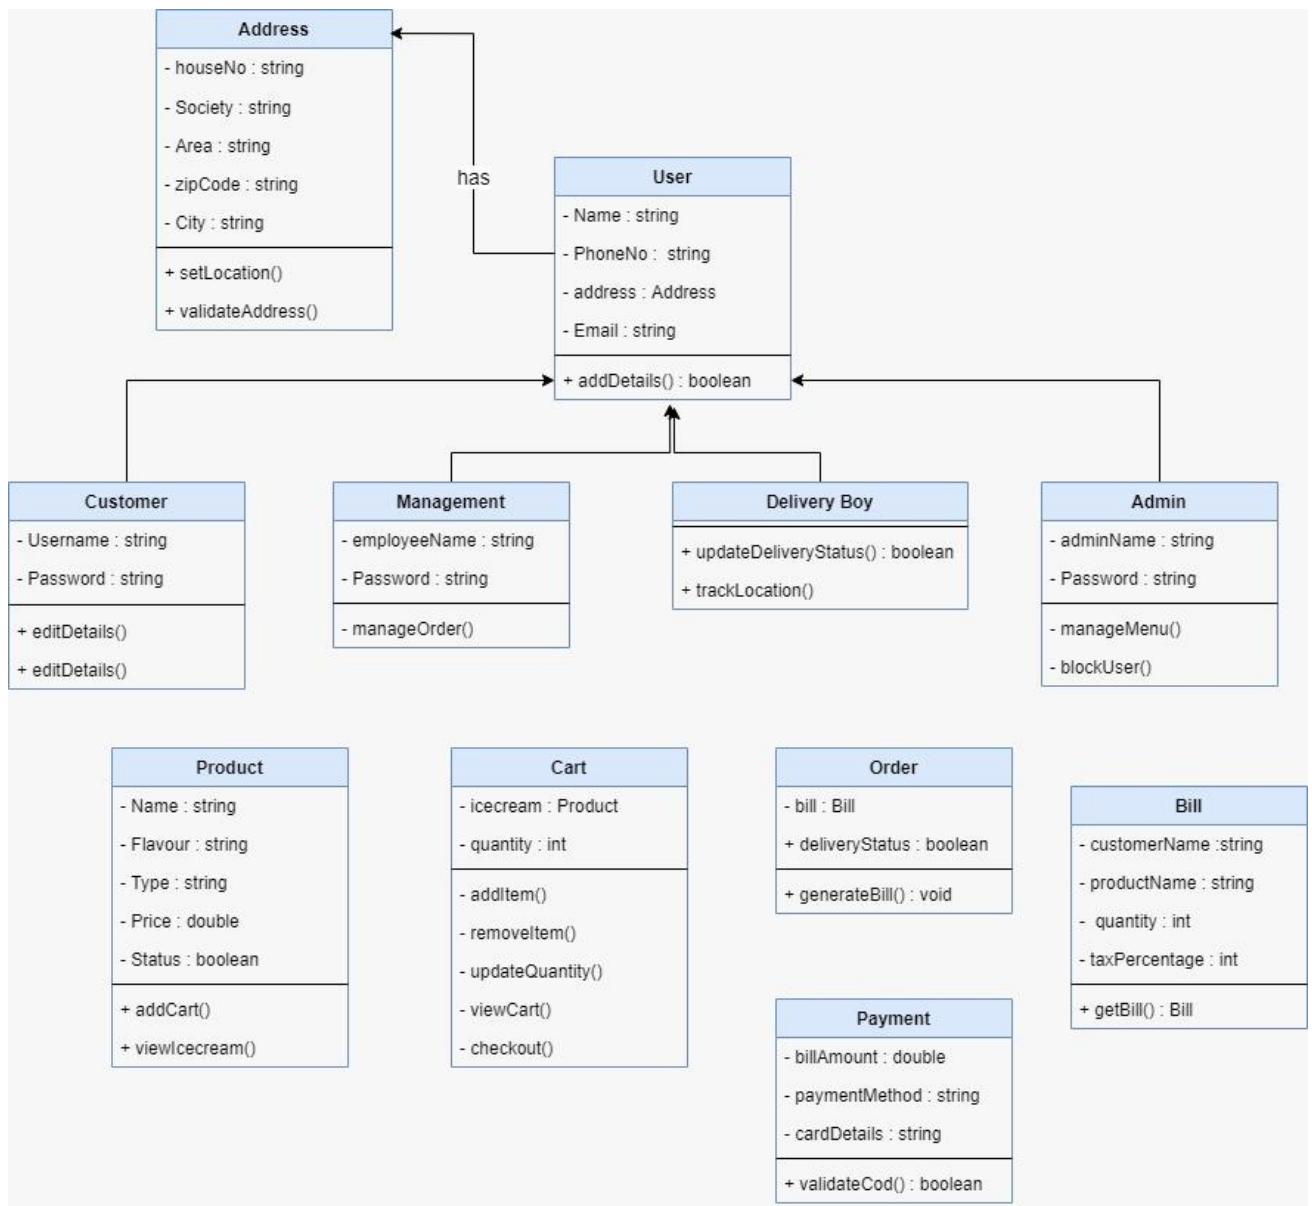 Address
- houseNo : string
- Society : string
- Area : string
- zipCode : string
- City : string
+ setLocation()
+ validateAddress()
has
User
- Name : string
- PhoneNo :  string
- address : Address
- Email : string
+ addDetails() : boolean
Customer
- Username : string
- Password : string
+ editDetails()
+ editDetails()
Management
- employeeName : string
- Password : string
- manageOrder()
Delivery Boy
+ updateDeliveryStatus() : boolean
+ trackLocation()
Admin
- adminName : string
- Password : string
- manageMenu()
- blockUser()
Product
- Name : string
- Flavour : string
- Type : string
- Price : double
- Status : boolean
+ addCart()
+ viewIcecream()
Cart
- icecream : Product
- quantity : int
- addItem()
- removeItem()
- updateQuantity()
- viewCart()
- checkout()
Order
- bill : Bill
+ deliveryStatus : boolean
+ generateBill() : void
Bill
- customerName :string
- productName : string
-  quantity : int
- taxPercentage : int
+ getBill() : Bill
Payment
- billAmount : double
- paymentMethod : string
- cardDetails : string
+ validateCod() : boolean